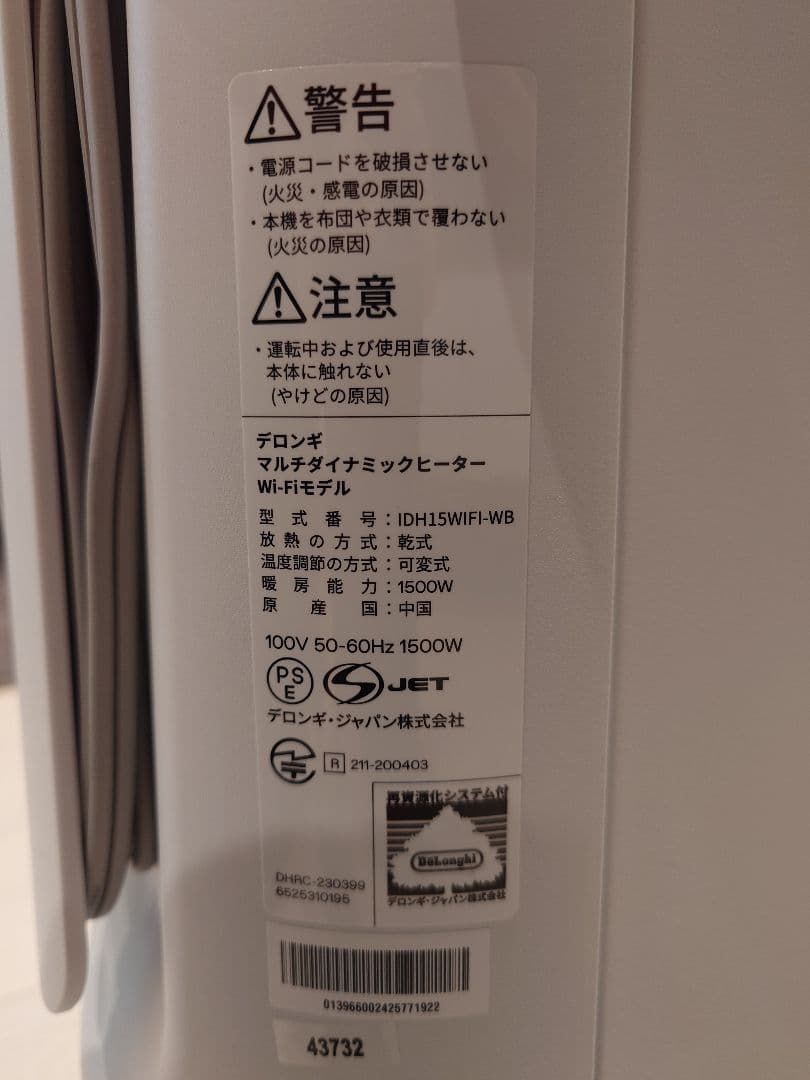 警告
・電源コードを破損させない
(火災・感電の原因)
・本機を布団や衣類で覆わない
(火災の原因)
注意
・運転中および使用直後は、
本体に触れない
(やけどの原因)
デロンギ
マルチダイナミックヒーター
Wi-Fiモデル
型式番号：IDH15WIFI-WB
放熱の方式：乾式
温度調節の方式：可変式
暖房能力：1500W
原産国：中国
100V 50-60Hz 1500W
PSE
JET
デロンギ・ジャパン株式会社
R 211-200403
再資源化システム付
DeLonghi
デロンギ・ジャパン株式会社
DHRC-230399
6525310195
013966002425771922
43732